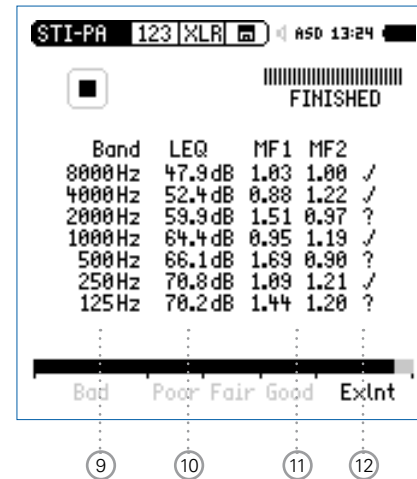 STI-PA 123 XLR ASD 13:24
FINISHED
Band LEQ MF1 MF2
8000Hz 47.9dB 1.03 1.00 ✓
4000Hz 52.4dB 0.88 1.22 ✓
2000Hz 59.9dB 1.51 0.97 ?
1000Hz 64.4dB 0.95 1.19 ✓
500Hz 66.1dB 1.69 0.90 ?
250Hz 70.8dB 1.09 1.21 ✓
125Hz 70.2dB 1.44 1.20 ?
Bad Poor Fair Good Exlnt
9 10 11 12